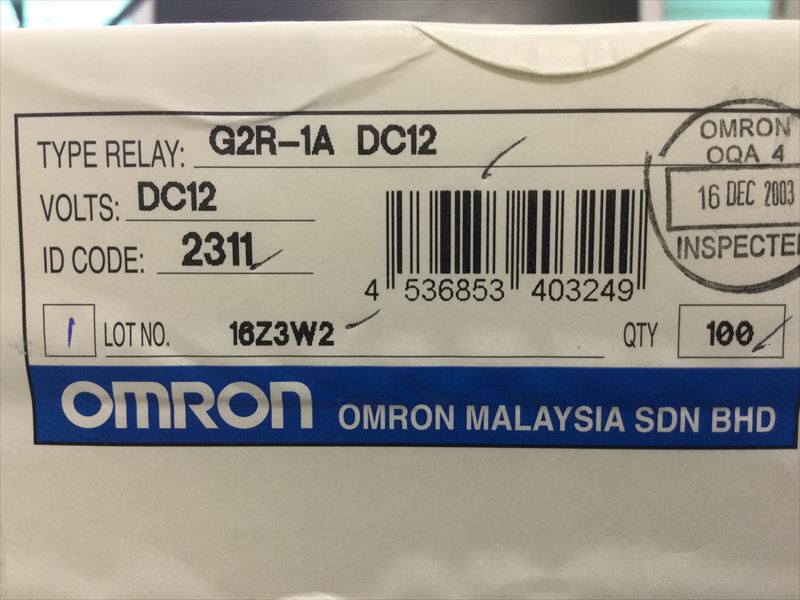 TYPE RELAY: G2R-1A DC12
VOLTS: DC12
ID CODE: 2311
4 536853 403249
OMRON
OQA 4
16 DEC 2003
INSPECTE
1 LOT NO. 16Z3W2 QTY 100
OMRON OMRON MALAYSIA SDN BHD